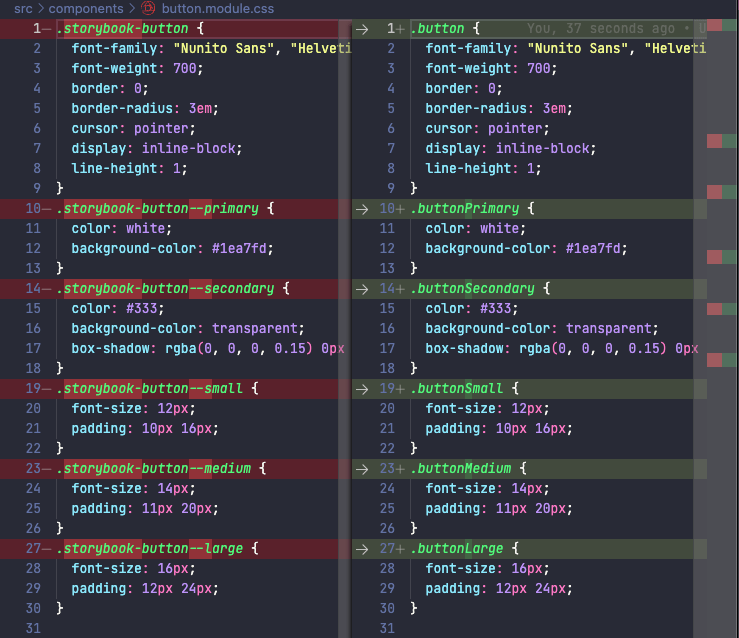 src > components > button.module.css
1 .storybook-button {
2 font-family: "Nunito Sans", "Helveti
3 font-weight: 700;
4 border: 0;
5 border-radius: 3em;
6 cursor: pointer;
7 display: inline-block;
8 line-height: 1;
9 }
10 .storybook-button--primary {
11 color: white;
12 background-color: #1ea7fd;
13 }
14 .storybook-button--secondary {
15 color: #333;
16 background-color: transparent;
17 box-shadow: rgba(0, 0, 0, 0.15) 0px
18 }
19 .storybook-button--small {
20 font-size: 12px;
21 padding: 10px 16px;
22 }
23 .storybook-button--medium {
24 font-size: 14px;
25 padding: 11px 20px;
26 }
27 .storybook-button--large {
28 font-size: 16px;
29 padding: 12px 24px;
30 }
31
1+ .button { You, 37 seconds ago • U
2 font-family: "Nunito Sans", "Helveti
3 font-weight: 700;
4 border: 0;
5 border-radius: 3em;
6 cursor: pointer;
7 display: inline-block;
8 line-height: 1;
9 }
10+ .buttonPrimary {
11 color: white;
12 background-color: #1ea7fd;
13 }
14+ .buttonSecondary {
15 color: #333;
16 background-color: transparent;
17 box-shadow: rgba(0, 0, 0, 0.15) 0px
18 }
19+ .buttonSmall {
20 font-size: 12px;
21 padding: 10px 16px;
22 }
23+ .buttonMedium {
24 font-size: 14px;
25 padding: 11px 20px;
26 }
27+ .buttonLarge {
28 font-size: 16px;
29 padding: 12px 24px;
30 }
31